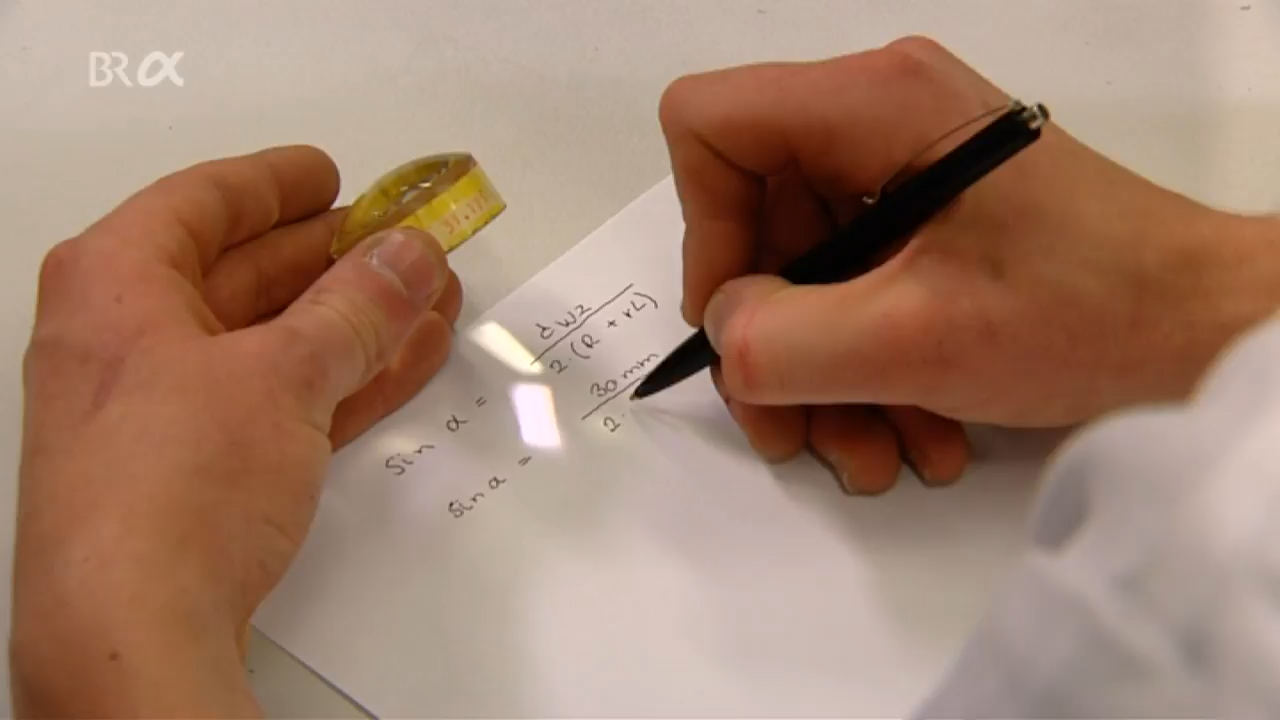 BRα
sin α = dWz / 2·(R + rL)
sin α = 30 mm / 2·